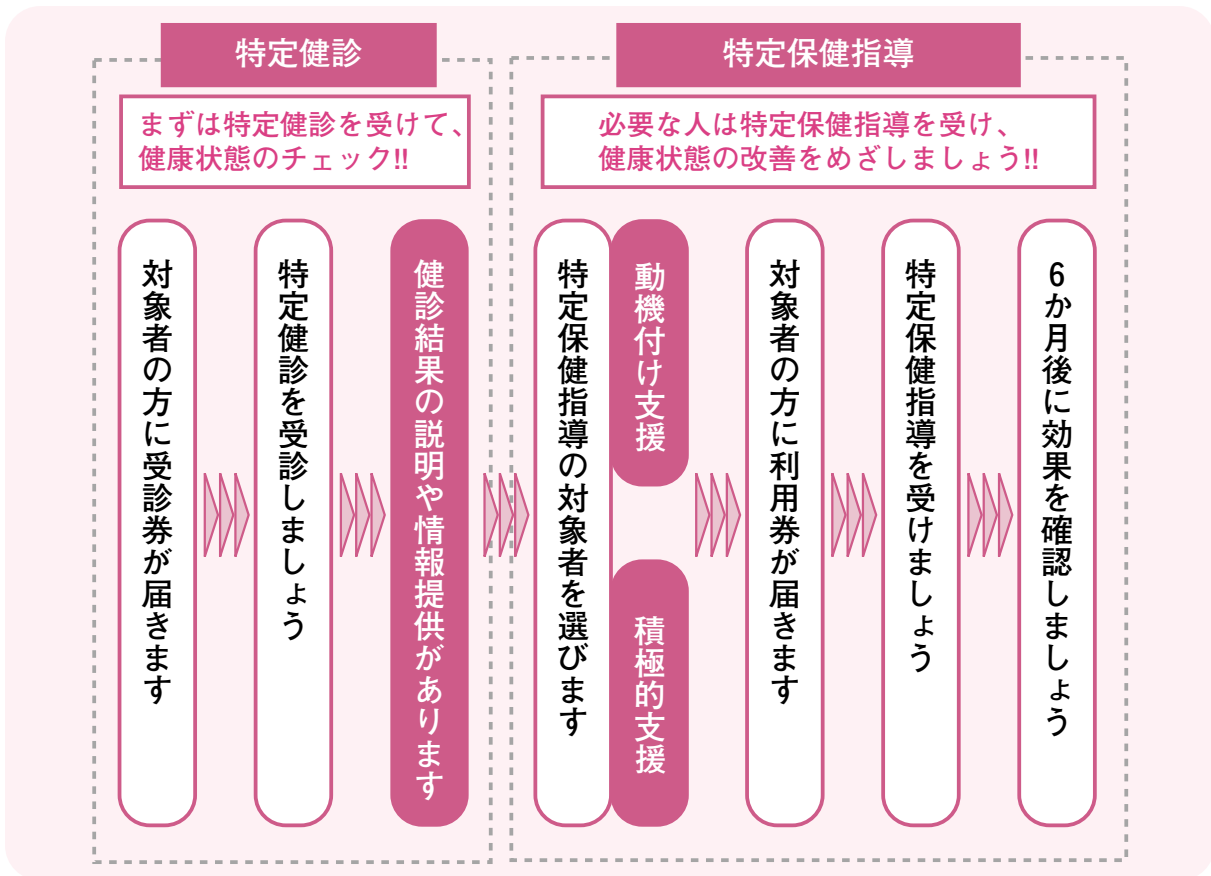 特定健診
まずは特定健診を受けて、
健康状態のチェック!!
対象者の方に受診券が届きます
特定健診を受診しましょう
健診結果の説明や情報提供があります
特定保健指導
必要な人は特定保健指導を受け、
健康状態の改善をめざしましょう!!
特定保健指導の対象者を選びます
動機付け支援
積極的支援
対象者の方に利用券が届きます
特定保健指導を受けましょう
6か月後に効果を確認しましょう